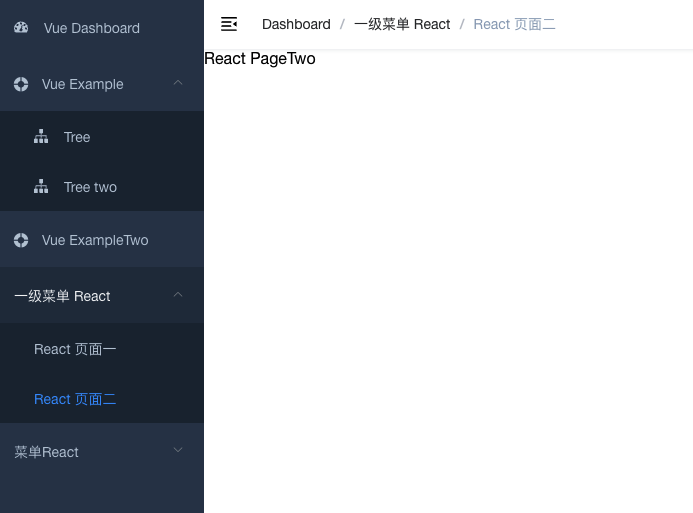 Vue Dashboard
Vue Example
Tree
Tree two
Vue ExampleTwo
一级菜单 React
React 页面一
React 页面二
菜单React
Dashboard / 一级菜单 React / React 页面二
React PageTwo